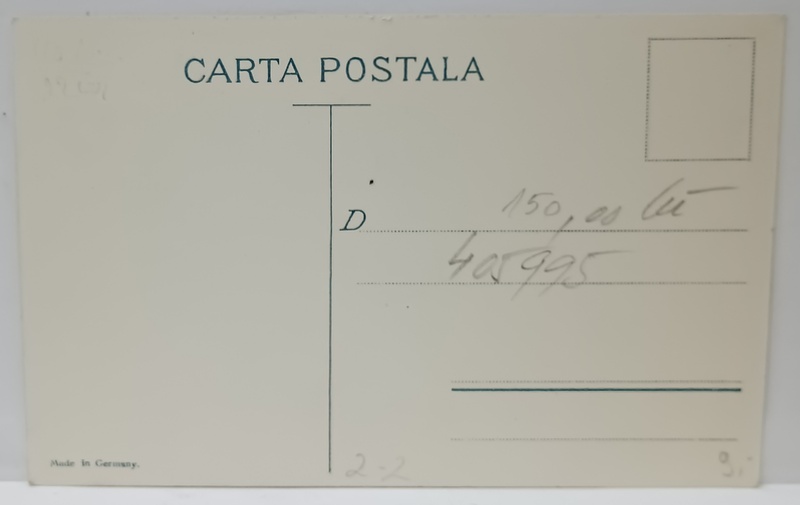 CARTA POSTALA
D
150,00 lei
405995
Made in Germany.
2-2
9.-